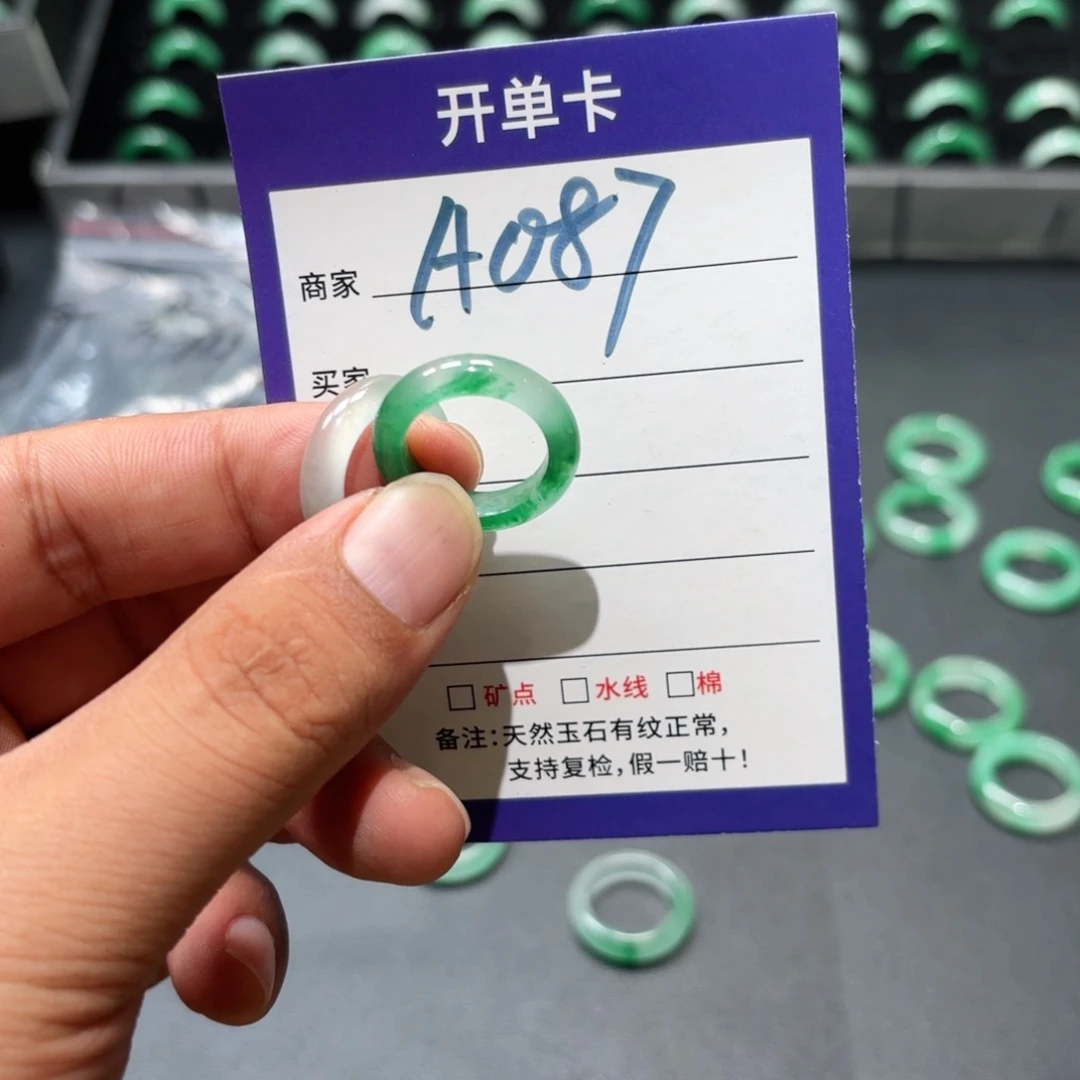 开单卡
商家 A087
买家
矿点 水线 棉
备注:天然玉石有纹正常,
支持复检,假一赔十!